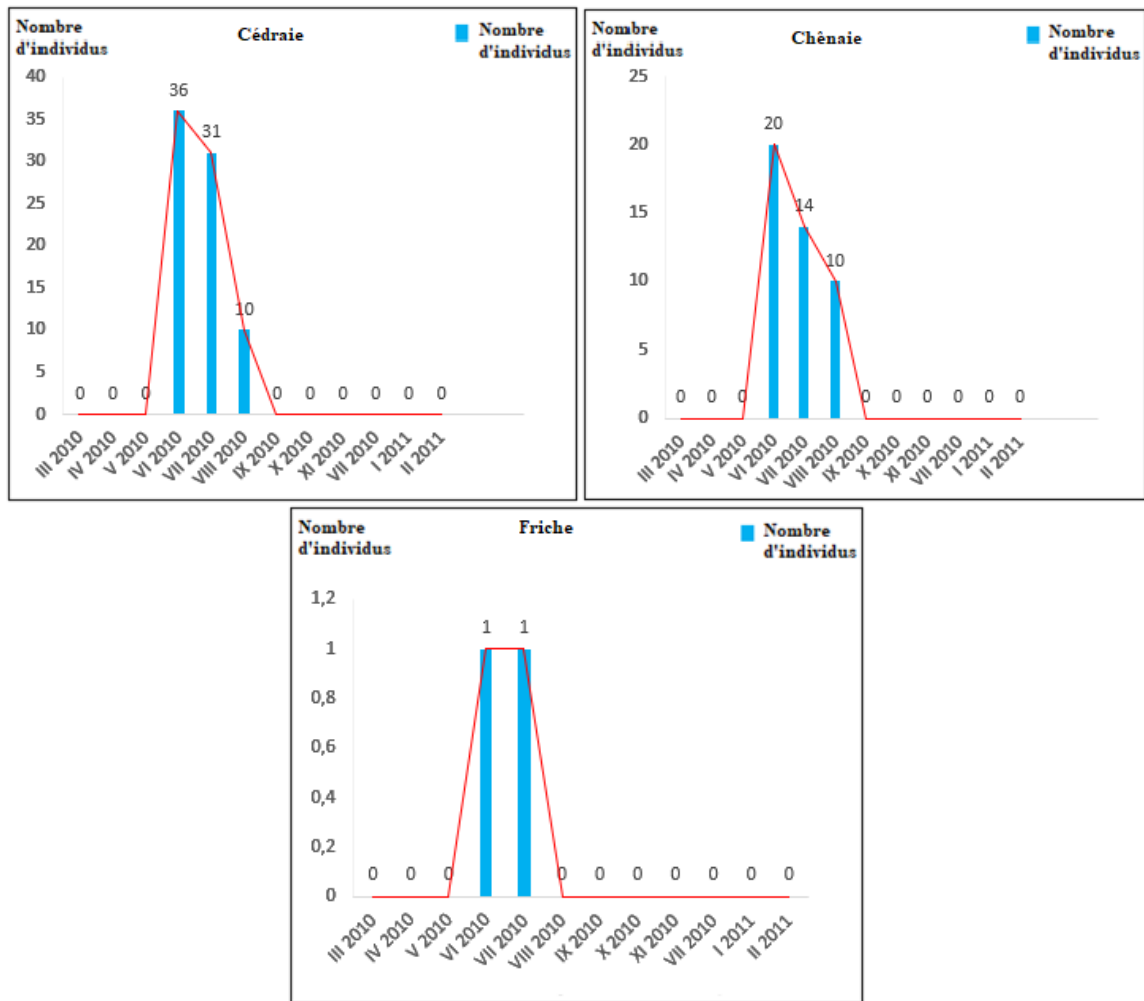 Nombre
d'individus
Cédraie
Nombre
d'individus
40
35
30
25
20
15
10
5
0
0
0
0
36
31
10
0
0
0
0
0
0
III 2010
IV 2010
V 2010
VI 2010
VII 2010
VIII 2010
IX 2010
X 2010
XI 2010
VII 2010
I 2011
II 2011
Nombre
d'individus
Chênaie
Nombre
d'individus
25
20
15
10
5
0
0
0
0
20
14
10
0
0
0
0
0
0
III 2010
IV 2010
V 2010
VI 2010
VII 2010
VIII 2010
IX 2010
X 2010
XI 2010
VII 2010
I 2011
II 2011
Nombre
d'individus
Friche
Nombre
d'individus
1,2
1
0,8
0,6
0,4
0,2
0
0
0
0
1
1
0
0
0
0
0
0
0
III 2010
IV 2010
V 2010
VI 2010
VII 2010
VIII 2010
IX 2010
X 2010
XI 2010
VII 2010
I 2011
II 2011